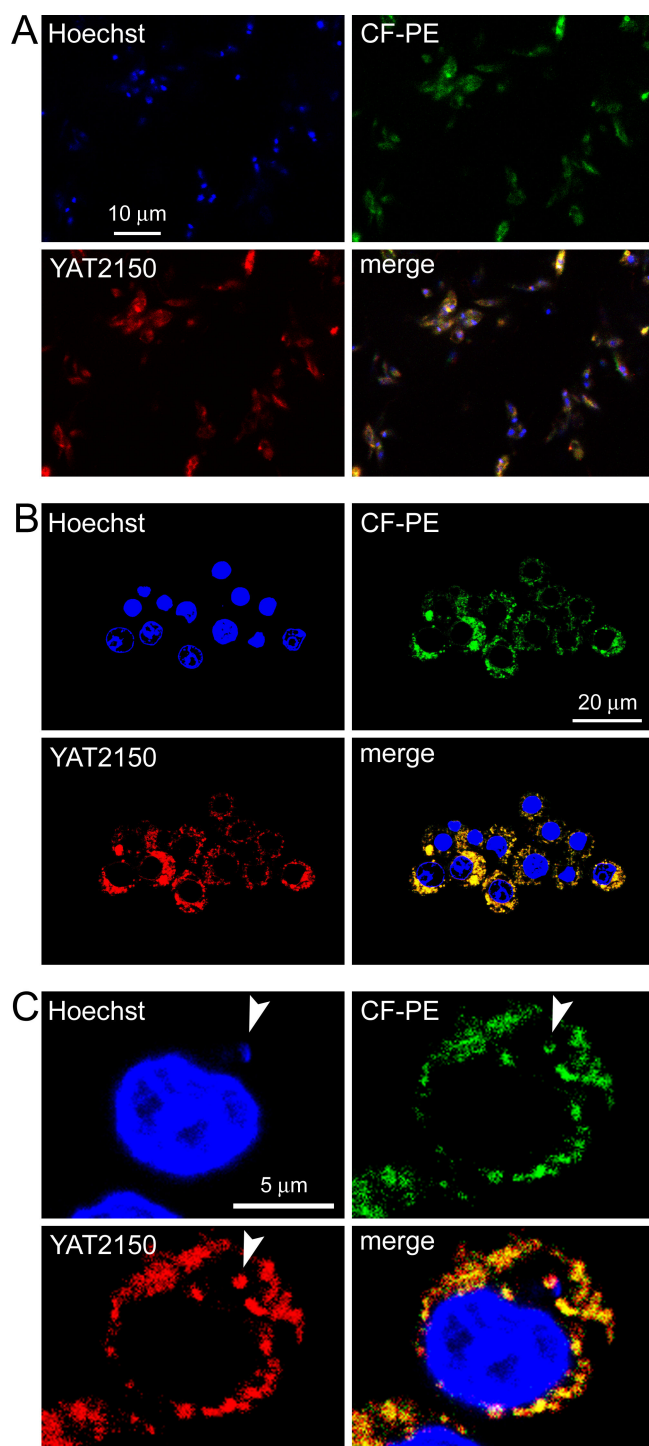 A
Hoechst
CF-PE
10 μm
YAT2150
merge
B
Hoechst
CF-PE
20 μm
YAT2150
merge
C
Hoechst
CF-PE
5 μm
YAT2150
merge